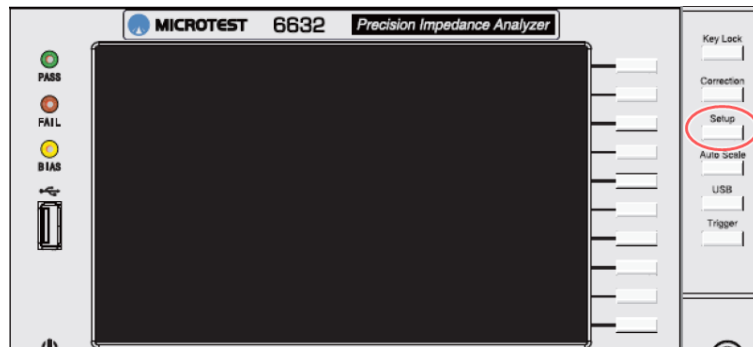 MICROTEST 6632 Precision Impedance Analyzer
PASS
FAIL
BIAS
Key Lock
Correction
Setup
Auto Scale
USB
Trigger